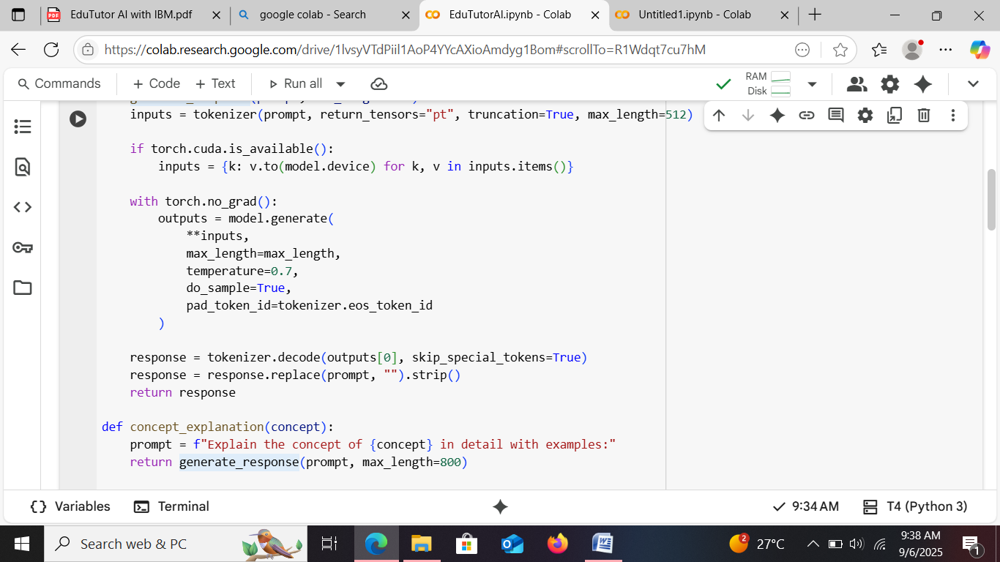 EduTutor AI with IBM.pdf
google colab - Search
EduTutorAI.ipynb - Colab
Untitled1.ipynb - Colab
https://colab.research.google.com/drive/1lvsyVTdPiil1AoP4YYcAXioAmdyg1Bom#scrollTo=R1Wdqt7cu7hM
Commands
+ Code
+ Text
Run all
RAM
Disk
inputs = tokenizer(prompt, return_tensors="pt", truncation=True, max_length=512)
if torch.cuda.is_available():
inputs = {k: v.to(model.device) for k, v in inputs.items()}
with torch.no_grad():
outputs = model.generate(
**inputs,
max_length=max_length,
temperature=0.7,
do_sample=True,
pad_token_id=tokenizer.eos_token_id
)
response = tokenizer.decode(outputs[0], skip_special_tokens=True)
response = response.replace(prompt, "").strip()
return response
def concept_explanation(concept):
prompt = f"Explain the concept of {concept} in detail with examples:"
return generate_response(prompt, max_length=800)
Variables
Terminal
9:34 AM
T4 (Python 3)
Search web & PC
2
27°C
9:38 AM
9/6/2025
1